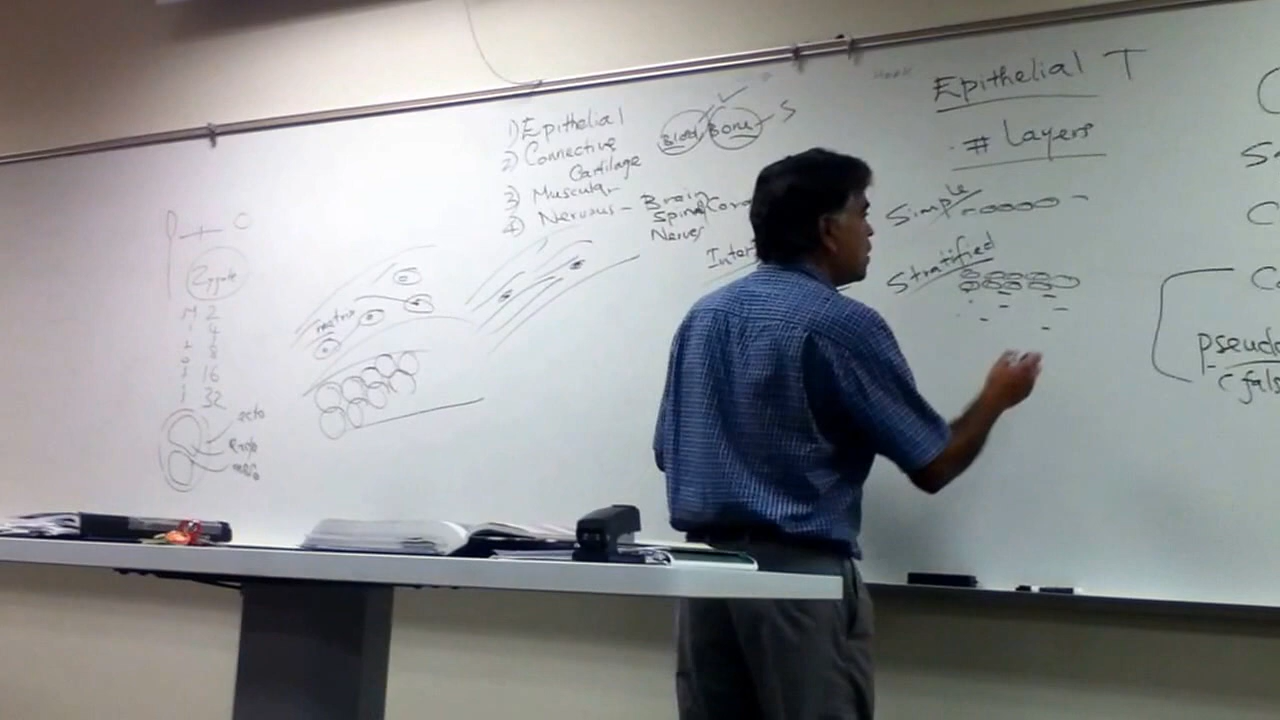 Zygote
2
4
8
16
32
ecto
meso
matrix
1) Epithelial
2) Connective
Cartilage
3) Muscular
4) Nervous - Brain
Spinal Cord
Nerves
Blood Bone S
Epithelial T
# Layers
Simple
Stratified
pseudo